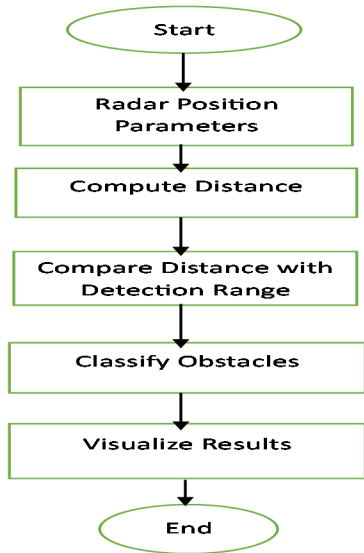 Start
Radar Position
Parameters
Compute Distance
Compare Distance with
Detection Range
Classify Obstacles
Visualize Results
End